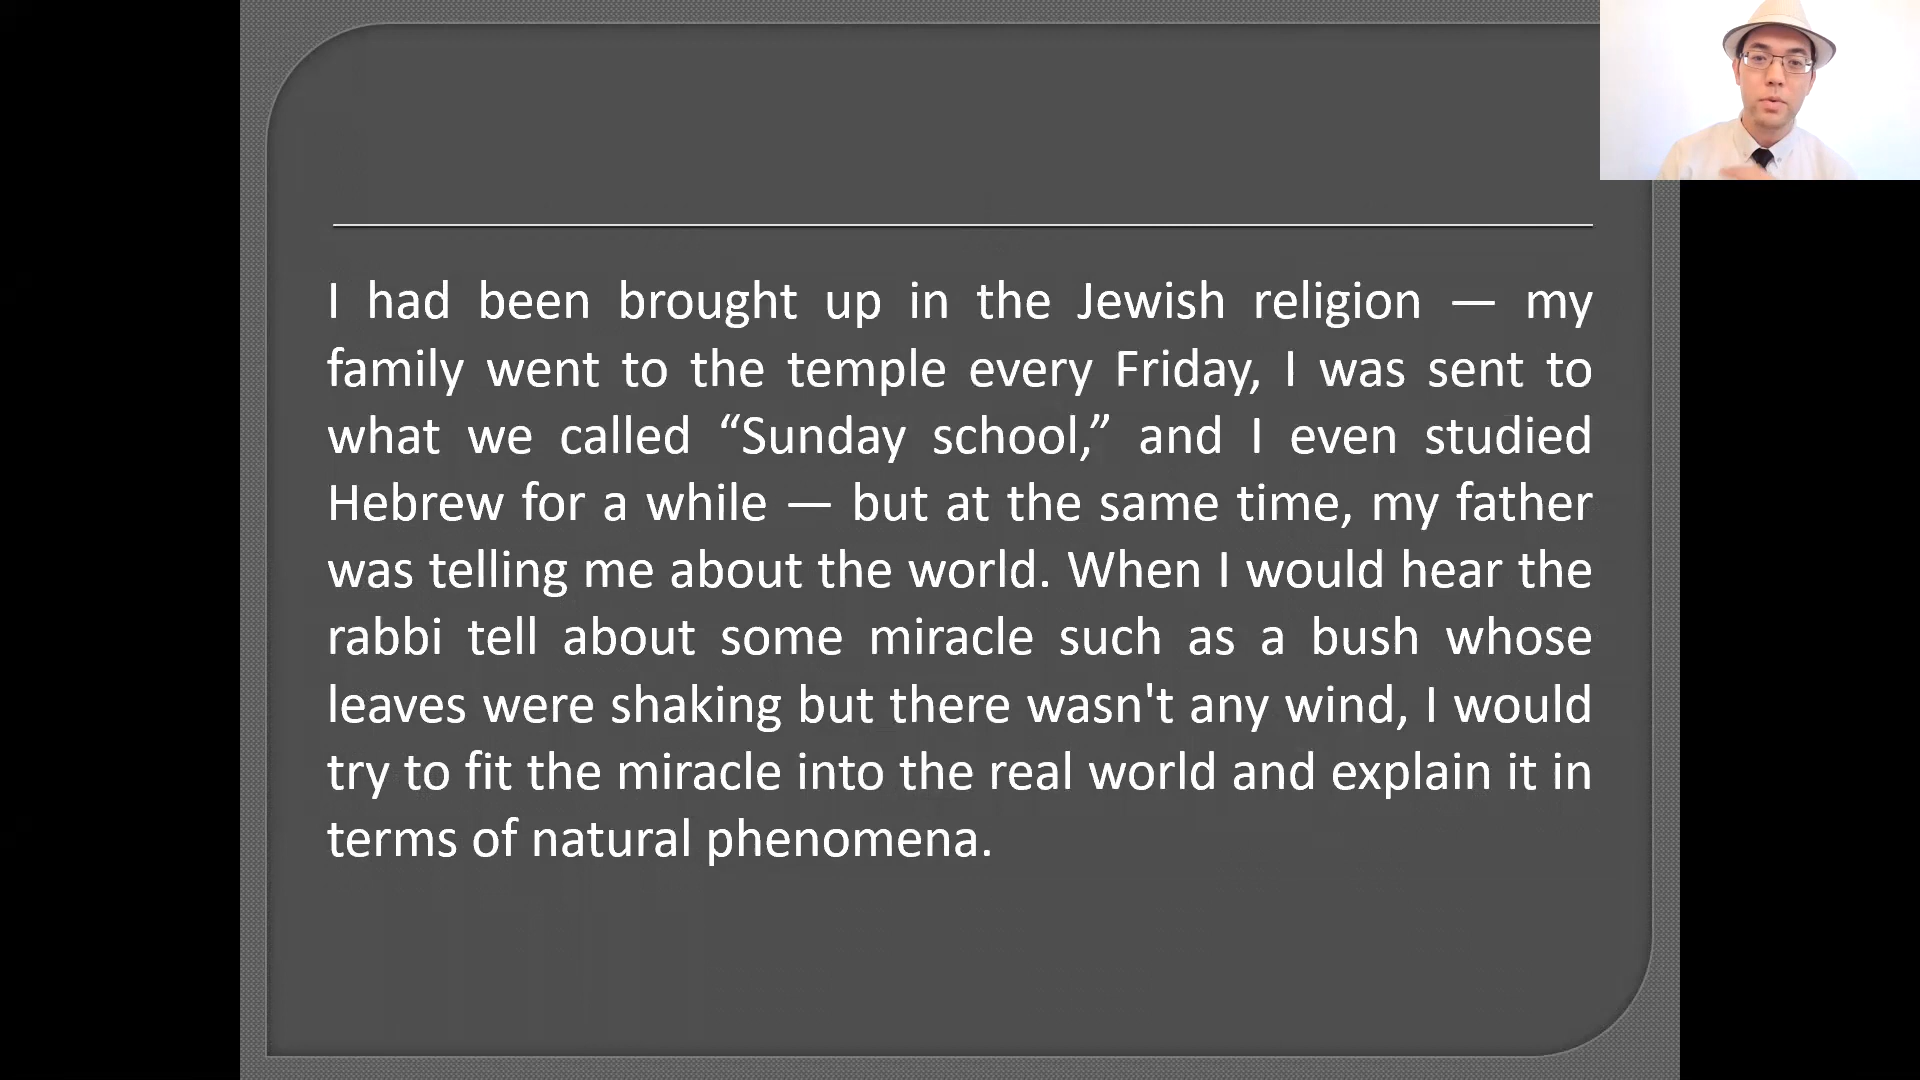 I had been brought up in the Jewish religion — my
family went to the temple every Friday, I was sent to
what we called “Sunday school,” and I even studied
Hebrew for a while — but at the same time, my father
was telling me about the world. When I would hear the
rabbi tell about some miracle such as a bush whose
leaves were shaking but there wasn't any wind, I would
try to fit the miracle into the real world and explain it in
terms of natural phenomena.